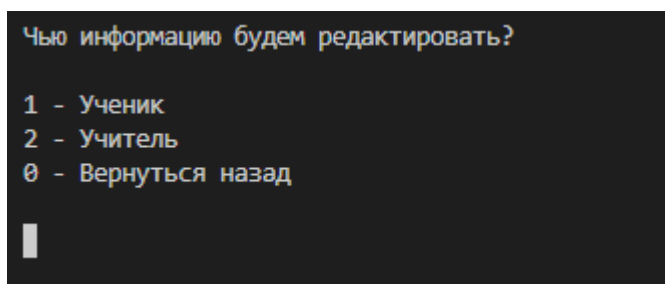 Чью информацию будем редактировать?
1 - Ученик
2 - Учитель
0 - Вернуться назад